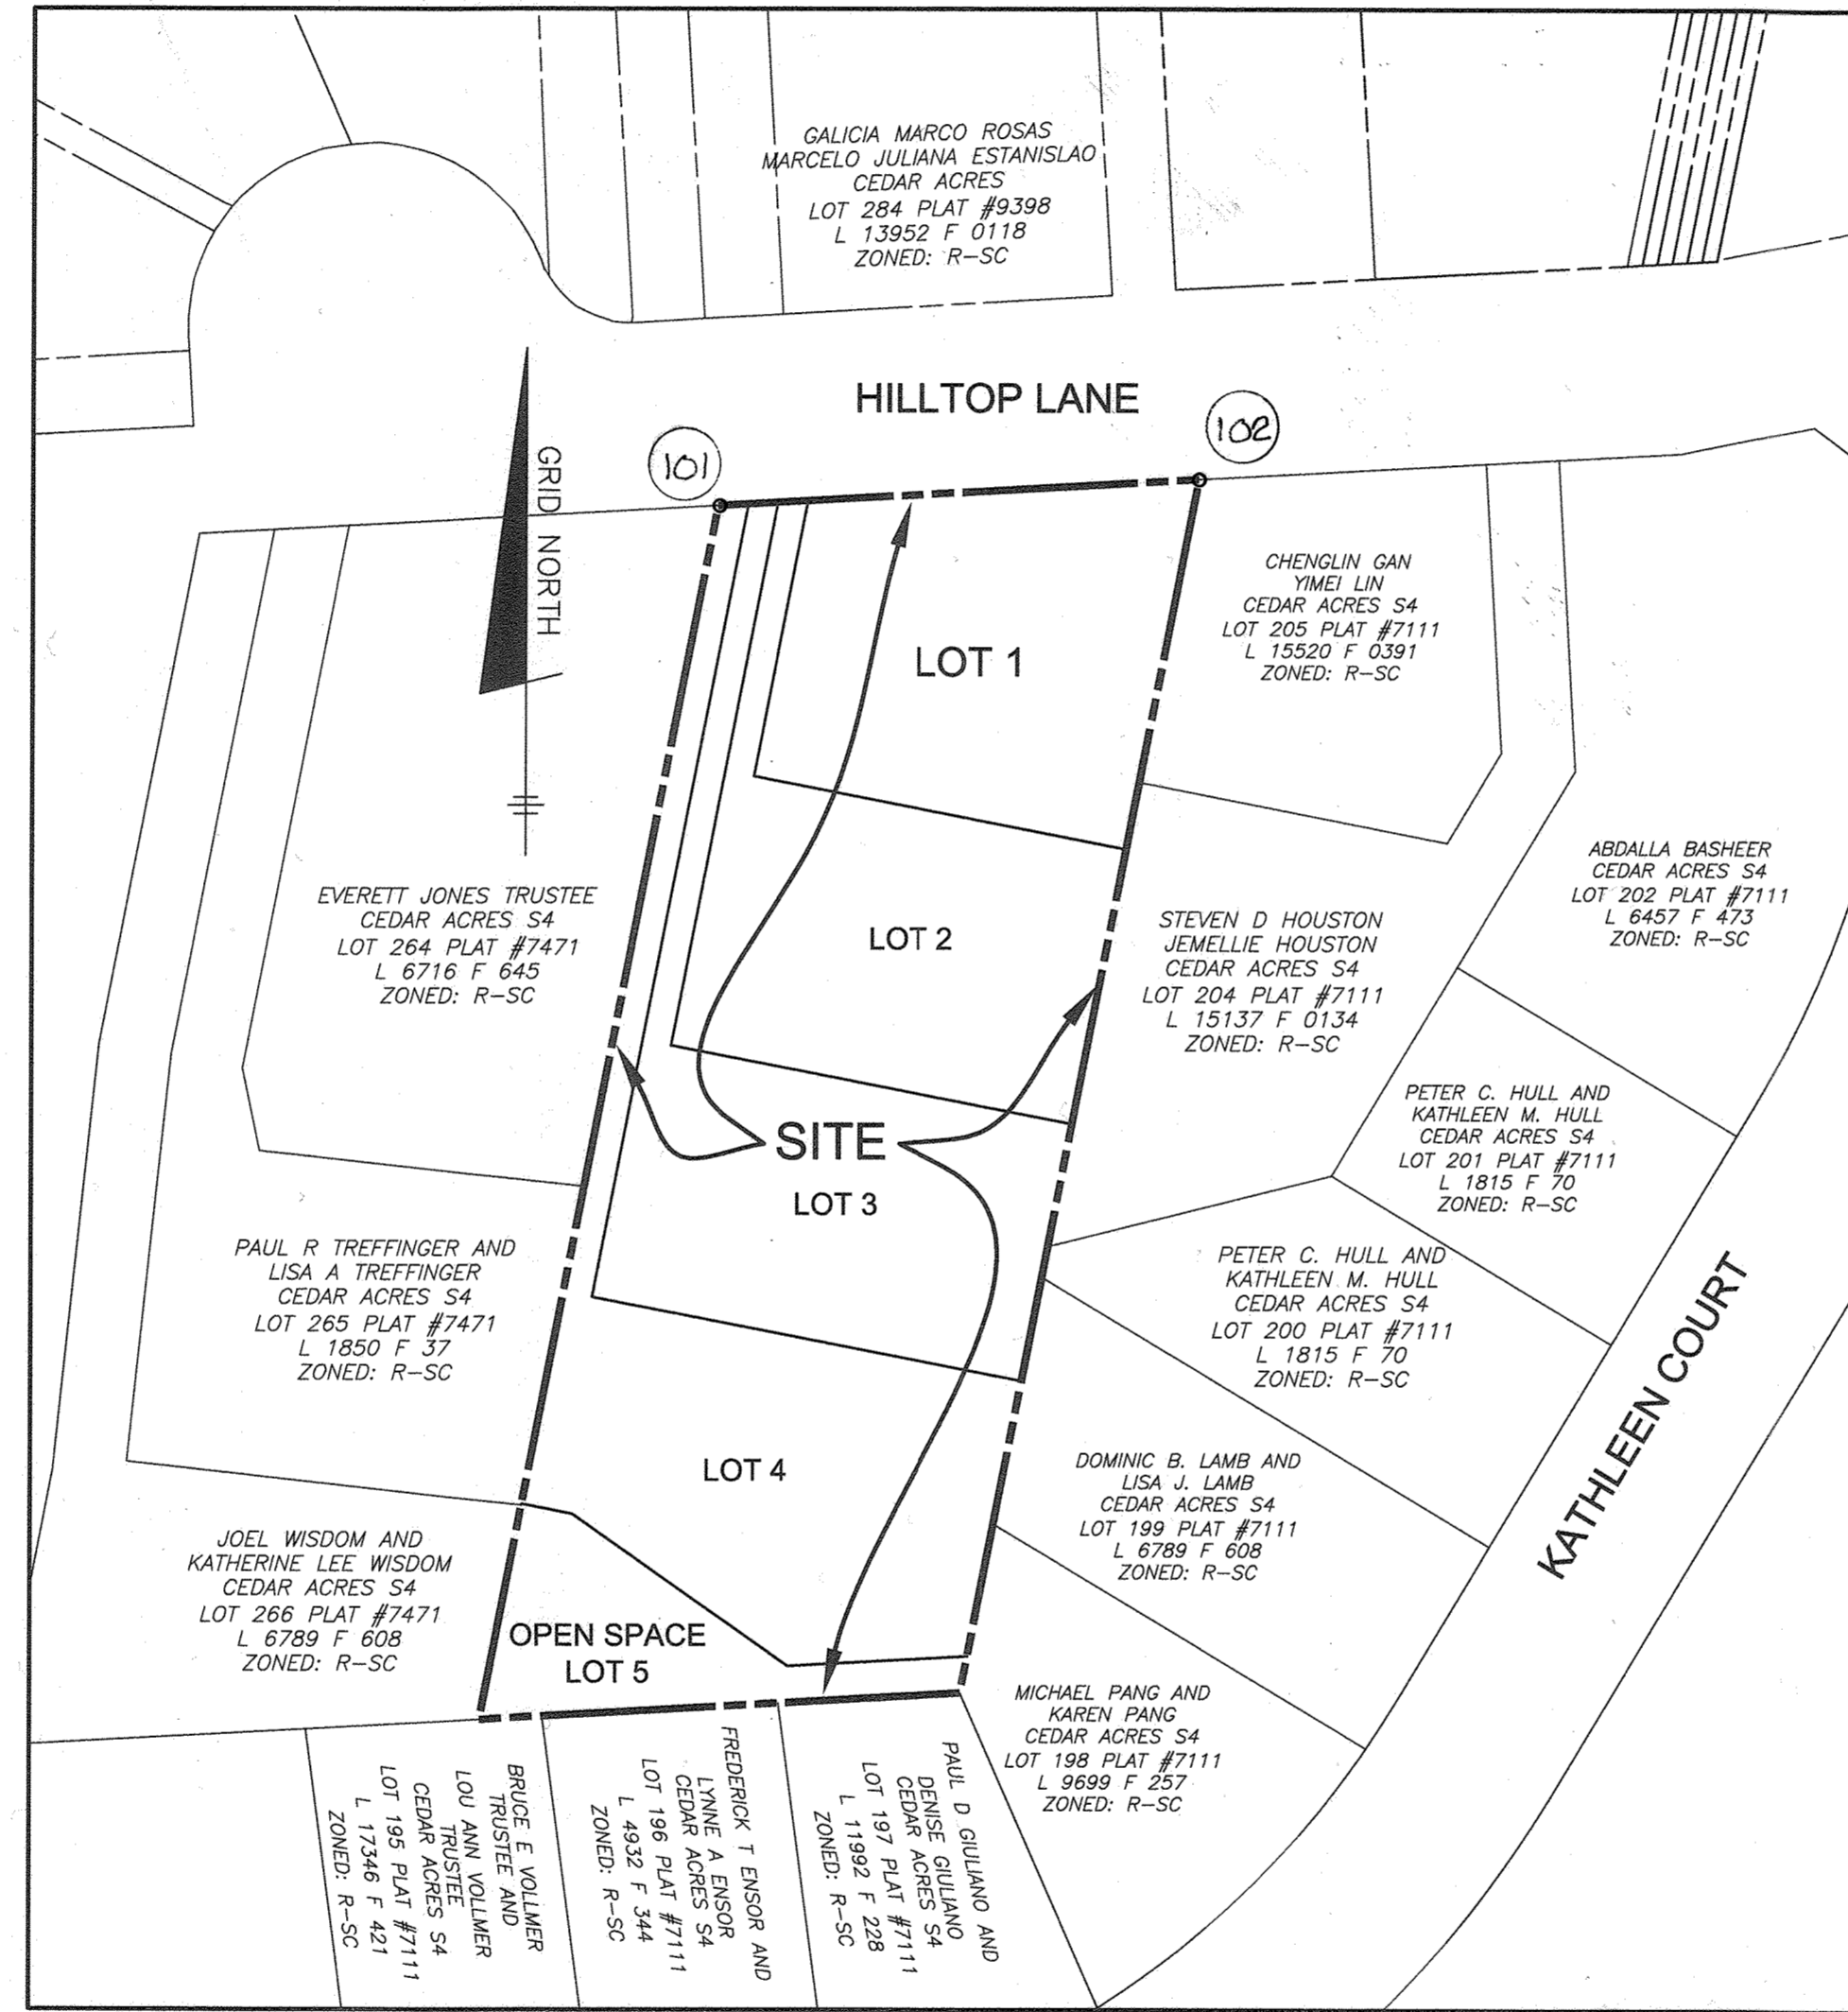 GALICIA MARCO ROSAS
MARCELO JULIANA ESTANISLAO
CEDAR ACRES
LOT 284 PLAT #9398
L 13952 F 0118
ZONED: R-SC
HILLTOP LANE
101
102
GRID NORTH
LOT 1
CHENGLIN GAN
YIMEI LIN
CEDAR ACRES S4
LOT 205 PLAT #7111
L 15520 F 0391
ZONED: R-SC
EVERETT JONES TRUSTEE
CEDAR ACRES S4
LOT 264 PLAT #7471
L 6716 F 645
ZONED: R-SC
LOT 2
STEVEN D HOUSTON
JEMELLIE HOUSTON
CEDAR ACRES S4
LOT 204 PLAT #7111
L 15137 F 0134
ZONED: R-SC
ABDALLA BASHEER
CEDAR ACRES S4
LOT 202 PLAT #7111
L 6457 F 473
ZONED: R-SC
SITE
LOT 3
PETER C. HULL AND
KATHLEEN M. HULL
CEDAR ACRES S4
LOT 201 PLAT #7111
L 1815 F 70
ZONED: R-SC
PAUL R TREFFINGER AND
LISA A TREFFINGER
CEDAR ACRES S4
LOT 265 PLAT #7471
L 1850 F 37
ZONED: R-SC
PETER C. HULL AND
KATHLEEN M. HULL
CEDAR ACRES S4
LOT 200 PLAT #7111
L 1815 F 70
ZONED: R-SC
KATHLEEN COURT
LOT 4
DOMINIC B. LAMB AND
LISA J. LAMB
CEDAR ACRES S4
LOT 199 PLAT #7111
L 6789 F 608
ZONED: R-SC
JOEL WISDOM AND
KATHERINE LEE WISDOM
CEDAR ACRES S4
LOT 266 PLAT #7471
L 6789 F 608
ZONED: R-SC
OPEN SPACE
LOT 5
MICHAEL PANG AND
KAREN PANG
CEDAR ACRES S4
LOT 198 PLAT #7111
L 9699 F 257
ZONED: R-SC
BRUCE E VOLLMER
TRUSTEE AND
LOU ANN VOLLMER
TRUSTEE
CEDAR ACRES S4
LOT 195 PLAT #7111
L 17346 F 421
ZONED: R-SC
FREDERICK T ENSOR AND
LYNNE A ENSOR
CEDAR ACRES S4
LOT 196 PLAT #7111
L 4932 F 344
ZONED: R-SC
PAUL D GIULIANO AND
DENISE GIULIANO
CEDAR ACRES S4
LOT 197 PLAT #7111
L 11992 F 228
ZONED: R-SC